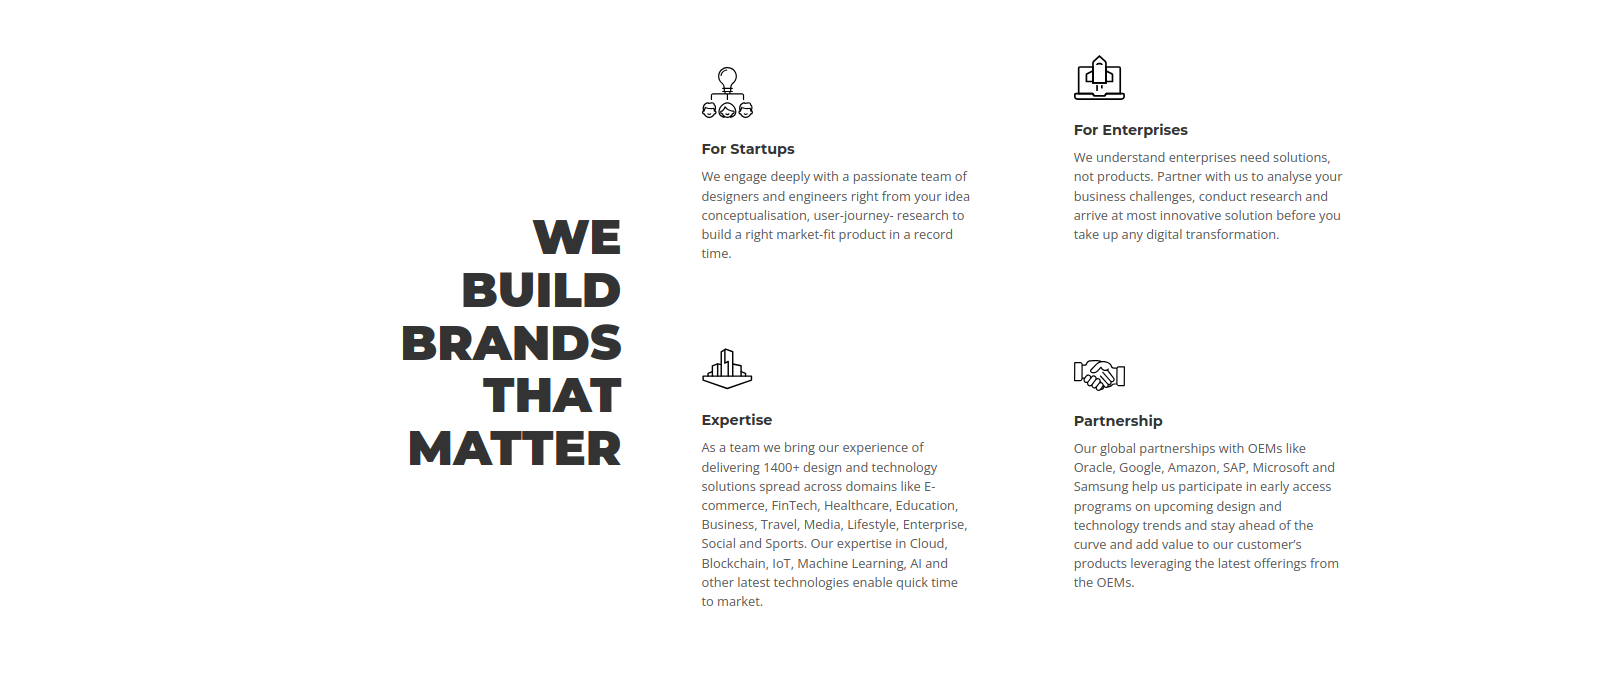 WE
BUILD
BRANDS
THAT
MATTER
For Startups
We engage deeply with a passionate team of
designers and engineers right from your idea
conceptualisation, user-journey- research to
build a right market-fit product in a record
time.
For Enterprises
We understand enterprises need solutions,
not products. Partner with us to analyse your
business challenges, conduct research and
arrive at most innovative solution before you
take up any digital transformation.
Expertise
As a team we bring our experience of
delivering 1400+ design and technology
solutions spread across domains like E-
commerce, FinTech, Healthcare, Education,
Business, Travel, Media, Lifestyle, Enterprise,
Social and Sports. Our expertise in Cloud,
Blockchain, IoT, Machine Learning, AI and
other latest technologies enable quick time
to market.
Partnership
Our global partnerships with OEMs like
Oracle, Google, Amazon, SAP, Microsoft and
Samsung help us participate in early access
programs on upcoming design and
technology trends and stay ahead of the
curve and add value to our customer's
products leveraging the latest offerings from
the OEMs.